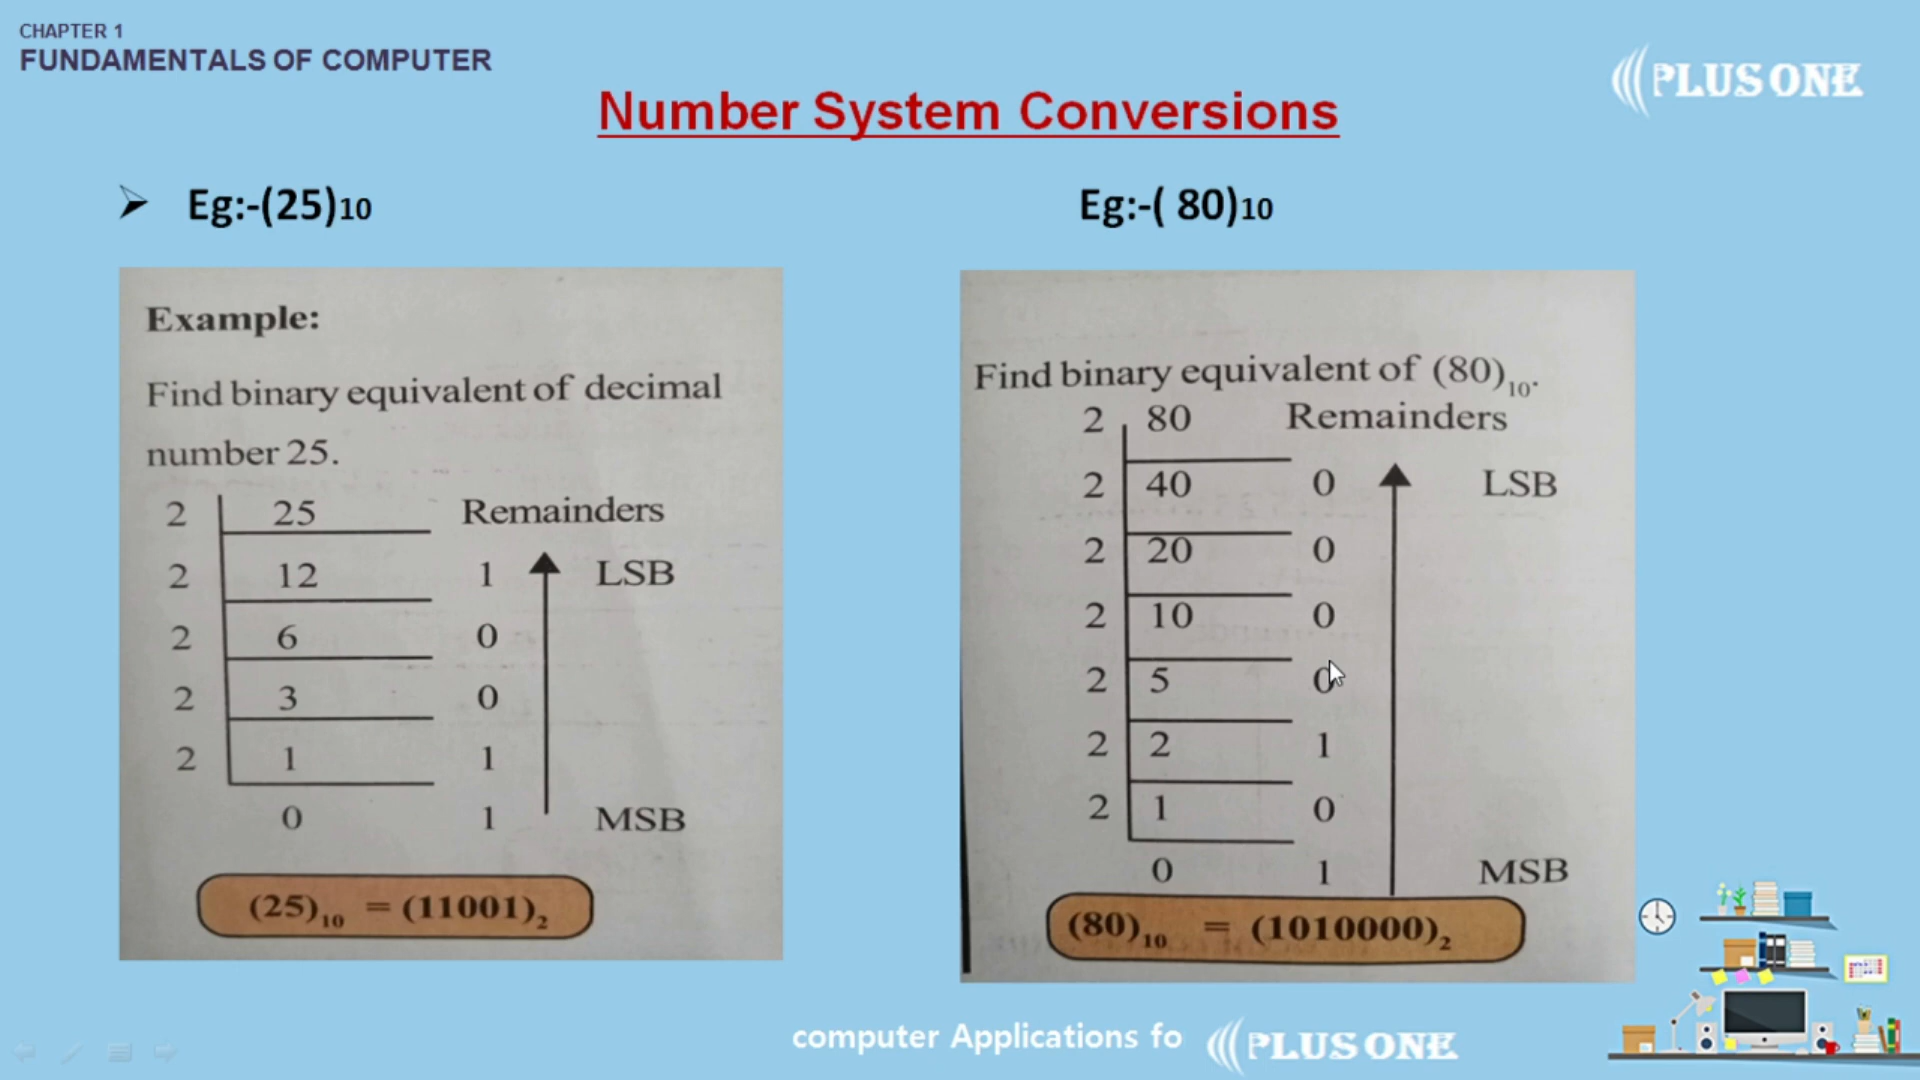 CHAPTER 1
FUNDAMENTALS OF COMPUTER
PLUS ONE
Number System Conversions
Eg:-(25)10
Eg:-( 80)10
Example:
Find binary equivalent of decimal
number 25.
2 25 Remainders
2 12 1 LSB
2 6 0
2 3 0
2 1 1
0 1 MSB
(25)10 = (11001)2
Find binary equivalent of (80)10.
2 80 Remainders
2 40 0 LSB
2 20 0
2 10 0
2 5 0
2 2 1
2 1 0
0 1 MSB
(80)10 = (1010000)2
computer Applications fo PLUS ONE